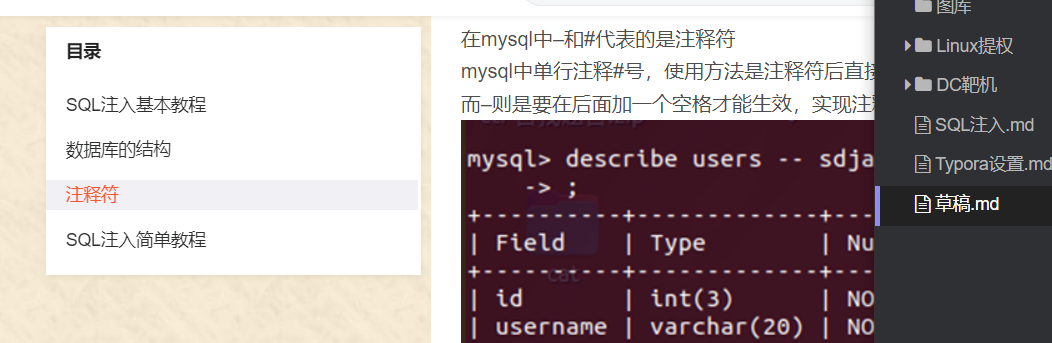 目录
SQL注入基本教程
数据库的结构
注释符
SQL注入简单教程
在mysql中–和#代表的是注释符
mysql中单行注释#号，使用方法是注释符后直接
而–则是要在后面加一个空格才能生效，实现注释
mysql> describe users -- sdja
-> ;
+----------+-------------+---
| Field | Type | Nu
+----------+-------------+---
| id | int(3) | NO
| username | varchar(20) | NO
cat
图库
Linux提权
DC靶机
SQL注入.md
Typora设置.md
草稿.md